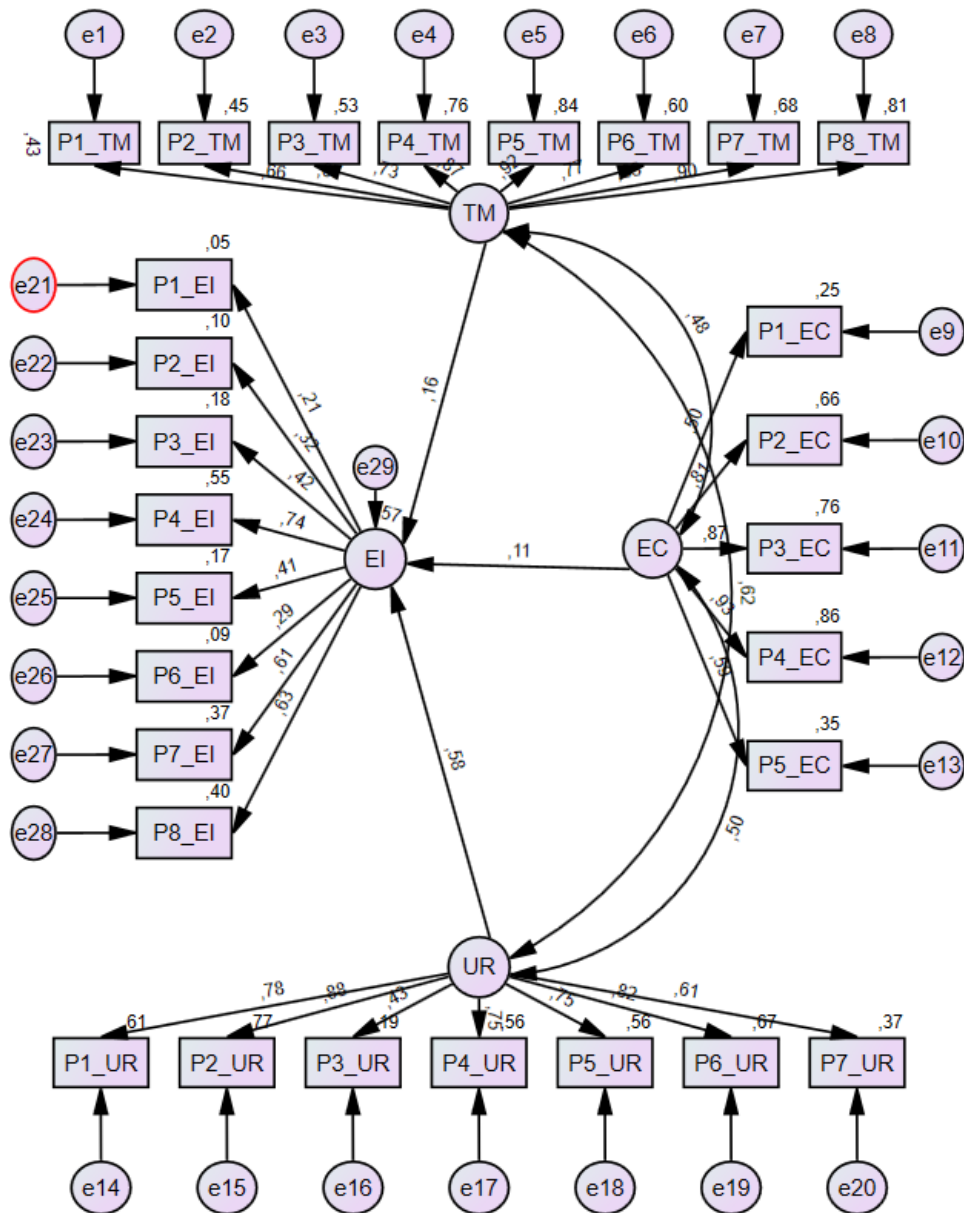 e1 e2 e3 e4 e5 e6 e7 e8
,43 ,45 ,53 ,76 ,84 ,60 ,68 ,81
P1_TM P2_TM P3_TM P4_TM P5_TM P6_TM P7_TM P8_TM
,66 ,73 ,87 ,92 ,77 ,90
TM
,05
e21 P1_EI
,10
e22 P2_EI
,18
e23 P3_EI
,55
e24 P4_EI
,17
e25 P5_EI
,09
e26 P6_EI
,37
e27 P7_EI
,40
e28 P8_EI
,21
,32
,42
,74
,41
,29
,61
,63
e29
,57
EI
,16
,11
,58
,48
,62
,50
EC
,50
,81
,87
,93
,59
,25
P1_EC e9
,66
P2_EC e10
,76
P3_EC e11
,86
P4_EC e12
,35
P5_EC e13
UR
,78 ,88 ,43 ,75 ,75 ,82 ,61
,61 ,77 ,19 ,56 ,56 ,67 ,37
P1_UR P2_UR P3_UR P4_UR P5_UR P6_UR P7_UR
e14 e15 e16 e17 e18 e19 e20